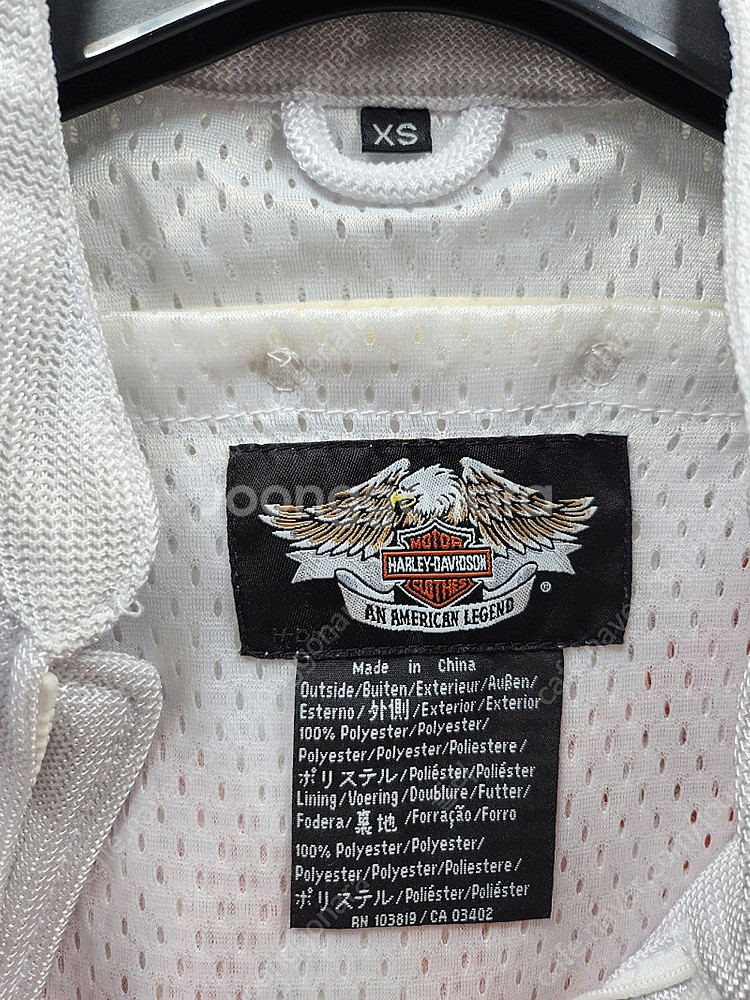 XS
MOTOR
HARLEY-DAVIDSON
CLOTHES
®
AN AMERICAN LEGEND
Made in China
Outside/Buiten/Exterieur/Außen/
Esterno/外側/Exterior/Exterior
100% Polyester/Polyester/
Polyester/Polyester/Poliestere/
ポリステル/Poliéster/Poliéster
Lining/Voering/Doublure/Futter/
Fodera/裏地/Forração/Forro
100% Polyester/Polyester/
Polyester/Polyester/Poliestere/
ポリステル/Poliéster/Poliéster
RN 103819/CA 03402